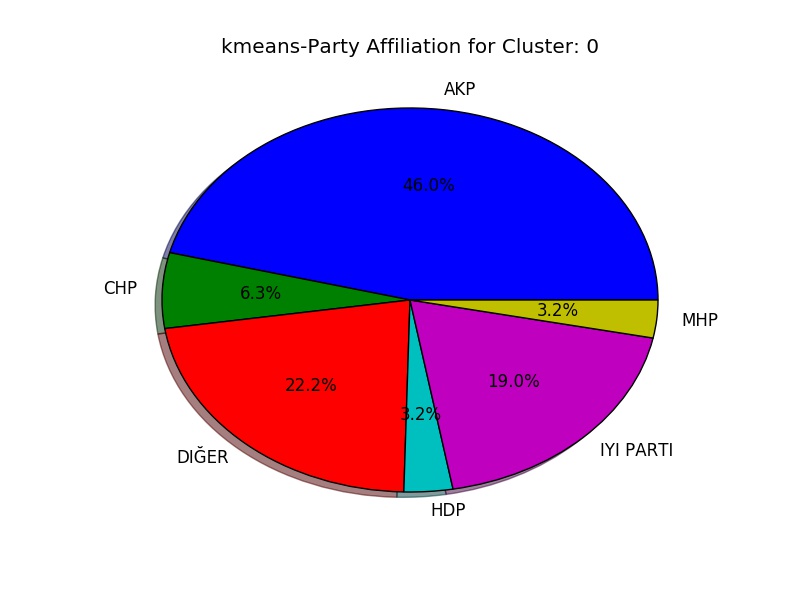 kmeans-Party Affiliation for Cluster: 0
AKP
46.0%
CHP
6.3%
3.2%
MHP
22.2%
19.0%
3.2%
DIĞER
IYI PARTI
HDP